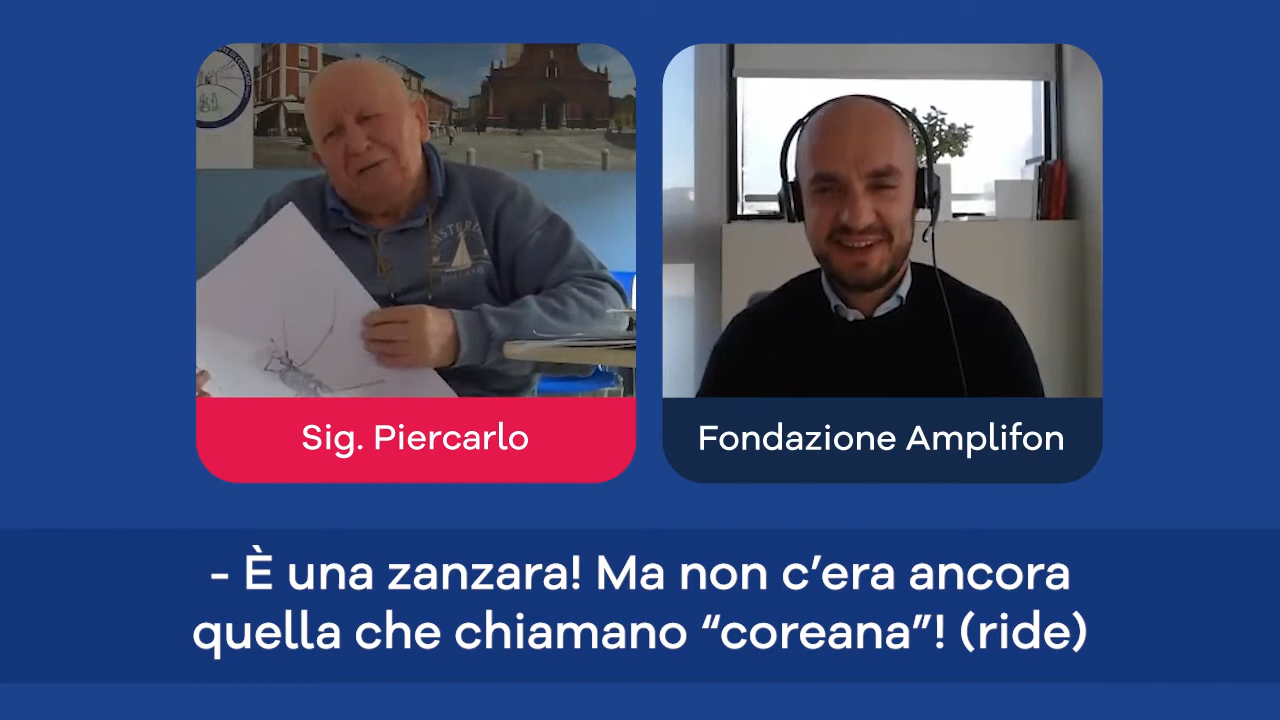 Sig. Piercarlo
Fondazione Amplifon
- È una zanzara! Ma non c’era ancora
quella che chiamano “coreana”! (ride)